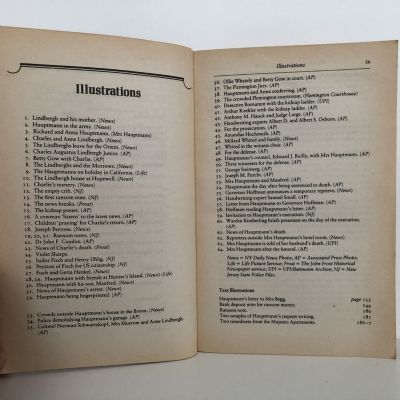 Illustrations
1. Lindbergh and his mother. (News)
2. Hauptmann in the army. (News)
3. Richard and Anna Hauptmann. (Mrs Hauptmann)
4. Charles and Anne Lindbergh. (News)
5. The Lindberghs leave for the Orient. (News)
6. Charles Augustus Lindbergh Junior. (AP)
7. Betty Gow with Charlie. (AP)
8. The Lindberghs and the Morrows. (News)
9. The Hauptmanns on holiday in California. (Life)
10. The Lindbergh house at Hopewell. (News)
11. Charlie's nursery. (News)
12. The empty crib. (NJ)
13. The first ransom note. (NJ)
14. The news breaks. (Frost)
15. The kidnap poster. (AP)
16. A cowman 'listens' to the latest news. (AP)
17. Children 'praying' for Charlie's return. (AP)
18. Joseph Perrone. (News)
19, 20, 21. Ransom notes. (NJ)
22. Dr John F. Condon. (AP)
23. News of Charlie's death. (Frost)
24. Violet Sharpe.
25. Isidor Fisch and Henry Uhlig. (NJ)
26. Petition of Fisch for US citizenship. (NJ)
27. Fisch and Gerta Henkel. (News)
28, 29. Hauptmann with friends at Hunter's Island. (News) (Life)
30. Hauptmann with his son, Manfred. (News)
31. News of Hauptmann's arrest. (News)
32. Hauptmann being fingerprinted. (AP)
33. Crowds outside Hauptmann's house in the Bronx. (News)
34. Police demolishing Hauptmann's garage. (AP)
35. Colonel Norman Schwartzkopf, Mrs Morrow and Anne Lindbergh. (AP)
Illustrations ix
36. Ollie Whateley and Betty Gow in court. (AP)
37. The Flemington Jury. (AP)
38. Hauptmann and Anna conferring. (AP)
39. The crowded Flemington courtroom. (Flemington Courthouse)
40. Detective Bornmann with the kidnap ladder. (UPI)
41. Arthur Koehler with the kidnap ladder. (AP)
42. Anthony M. Hauck and Judge Large. (AP)
43. Handwriting experts Albert D. and Albert S. Osborn. (AP)
44. For the prosecution. (AP)
45. Amandus Hochmuth. (AP)
46. Millard Whited and family. (News)
47. Whited in the witness chair. (AP)
48. For the defence. (AP)
49. Hauptmann's counsel, Edward J. Reilly, with Mrs Hauptmann. (AP)
50. Three witnesses for the defence. (AP)
51. George Steinweg. (AP)
52. Joseph M. Furcht. (AP)
53. Mrs Hauptmann and Manfred. (AP)
54. Hauptmann the day after being sentenced to death. (AP)
55. Governor Hoffman announces a temporary reprieve. (News)
56. Handwriting expert Samuel Small. (AP)
57. Letter from Hauptmann to Governor Hoffman. (AP)
58. Hoffman reiterates his doubts. (AP)
59. Invitation to Hauptmann's execution. (NJ)
60. Warden Kimberling briefs pressmen on the day of the execution. (AP)
61. News of Hauptmann's death.
62. Reporters outside Mrs Hauptmann's hotel room. (News)
63. Mrs Hauptmann is told of her husband's death. (UPI)
64. Mrs Hauptmann after the funeral. (AP)
News = NY Daily News Photo; AP = Associated Press Photo;
Life = Life Picture Service; Frost = The John Frost Historical
Newspaper service; UPI = UPI/Bettmann Archive; NJ = New
Jersey State Police Files.
Text Illustrations
Hauptmann's letter to Mrs Begg. page 133
Bank deposit note for ransom money. 144
Ransom note. 181
Two samples of Hauptmann's request writing. 181
Two timesheets from the Majestic Apartments. 286-7